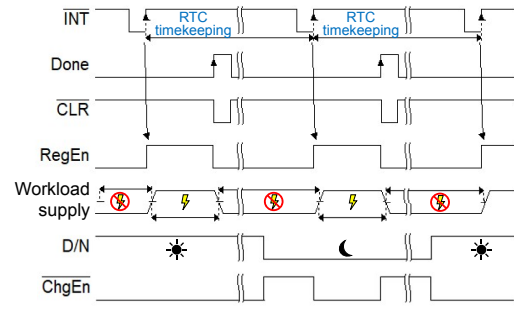 INT
RTC
timekeeping
RTC
timekeeping
Done
CLR
RegEn
Workload
supply
D/N
ChgEn